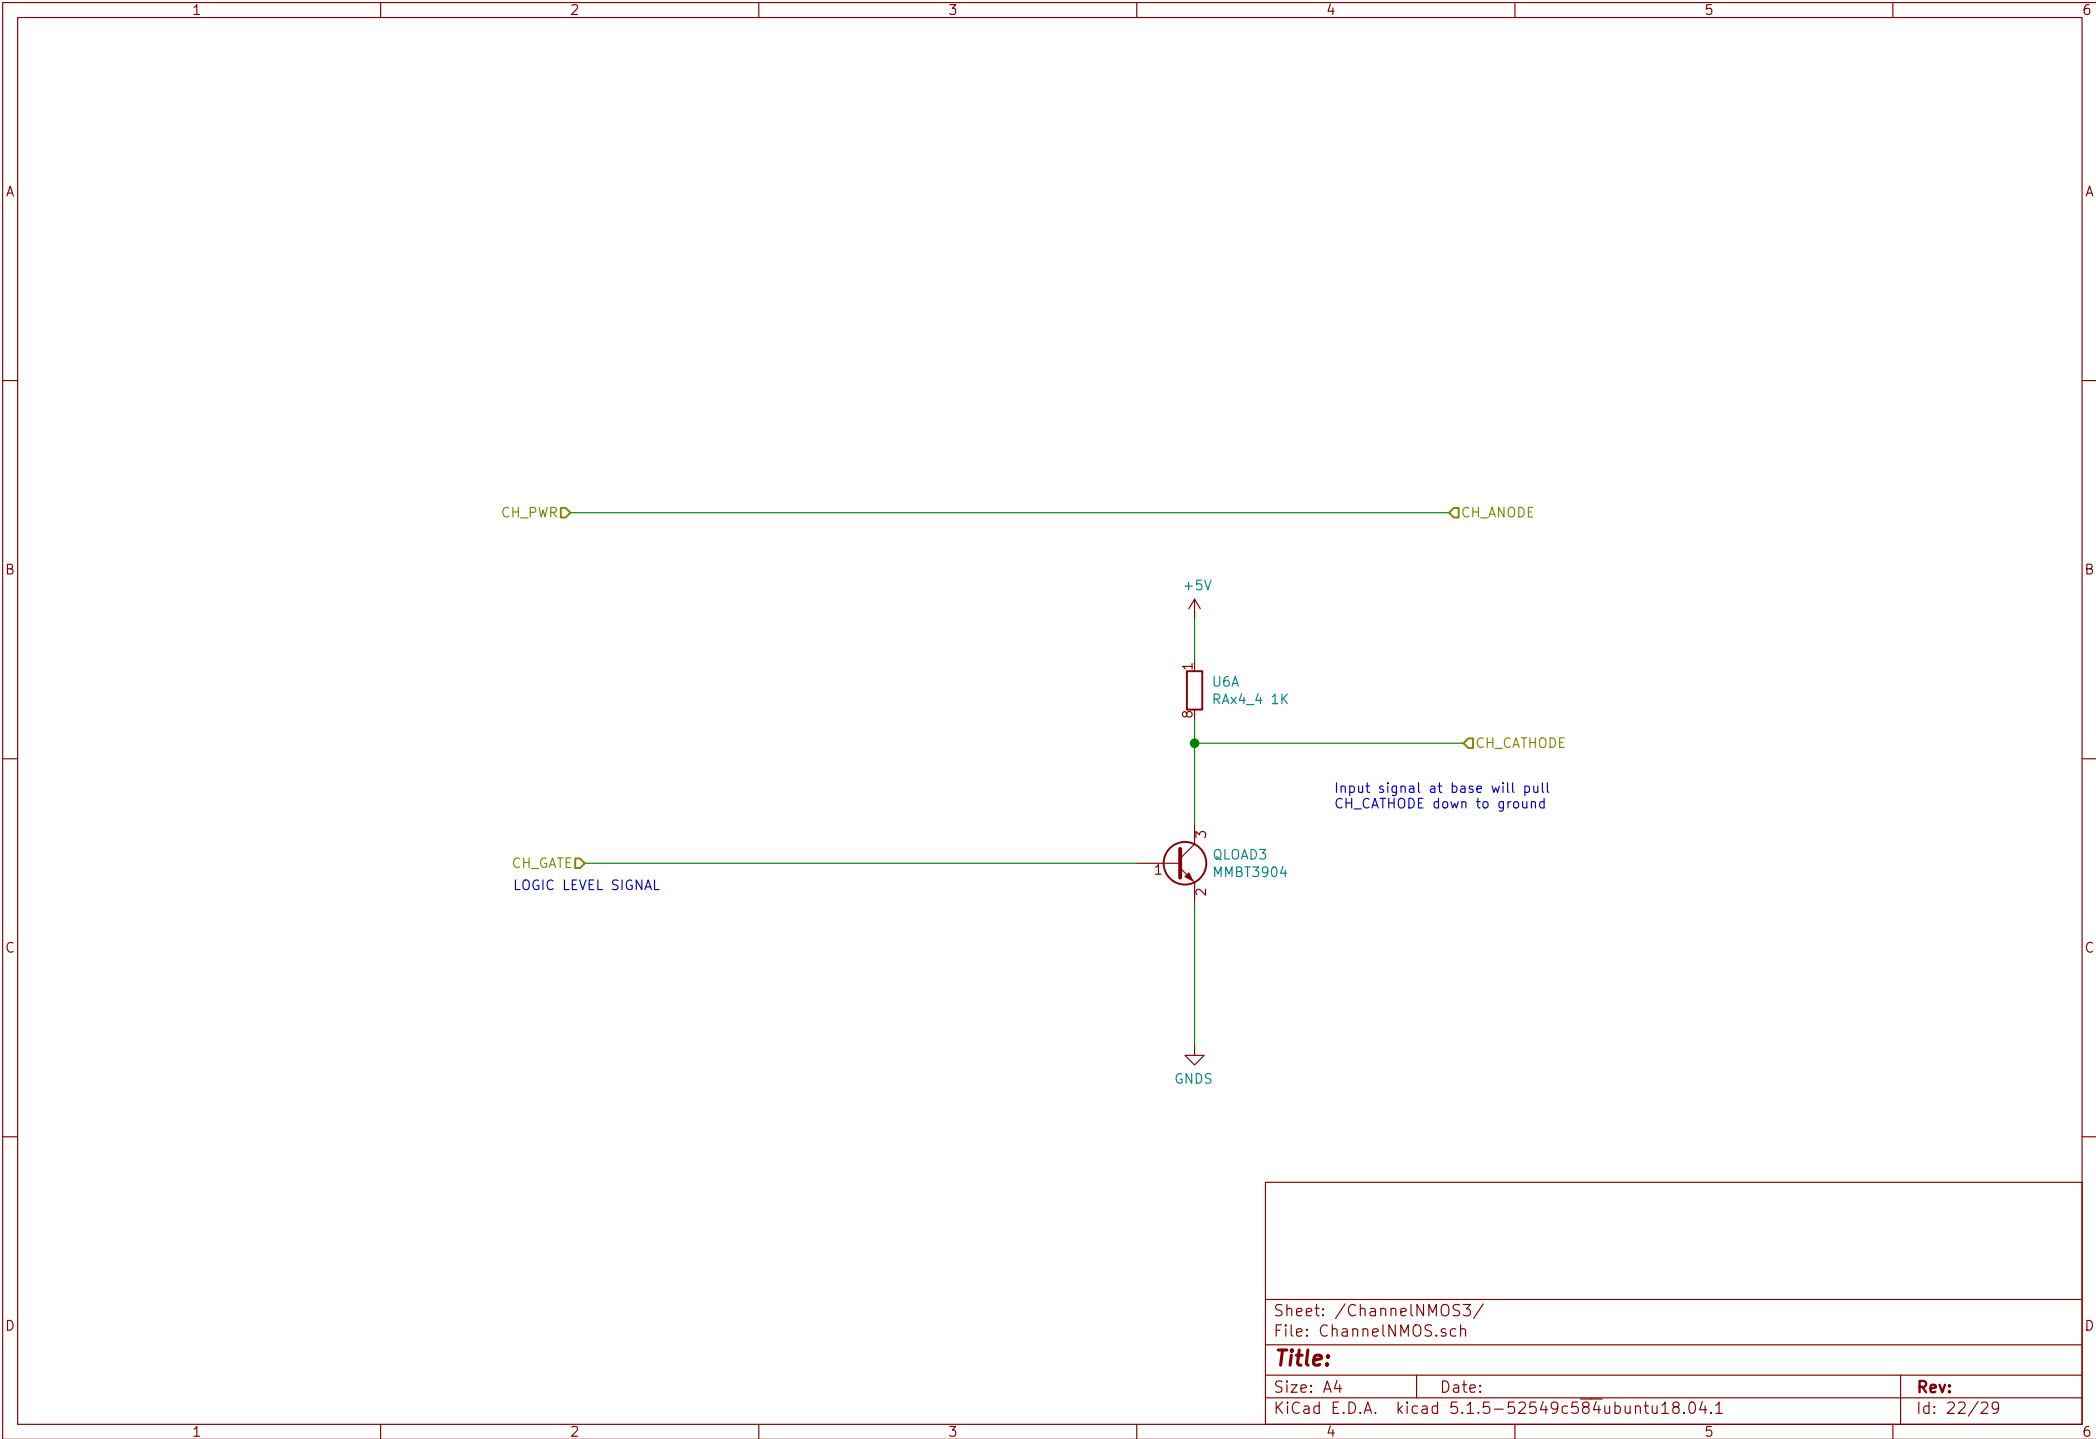 1 2 3 4 5 6
A A
CH_PWR CH_ANODE
B B
+5V
1
U6A
RAx4_4 1K
8
CH_CATHODE
Input signal at base will pull
CH_CATHODE down to ground
3
QLOAD3
CH_GATE
1
MMBT3904
LOGIC LEVEL SIGNAL
2
C C
GNDS
Sheet: /ChannelNMOS3/
File: ChannelNMOS.sch
D D
Title:
Size: A4 Date: Rev:
KiCad E.D.A. kicad 5.1.5-52549c584ubuntu18.04.1 Id: 22/29
1 2 3 4 5 6